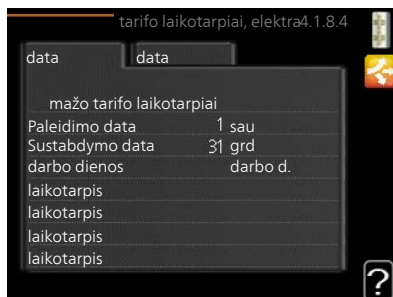 tarifo laikotarpiai, elektra4.1.8.4
data data
mažo tarifo laikotarpiai
Paleidimo data 1 sau
Sustabdymo data 31 grd
darbo dienos darbo d.
laikotarpis
laikotarpis
laikotarpis
laikotarpis
?